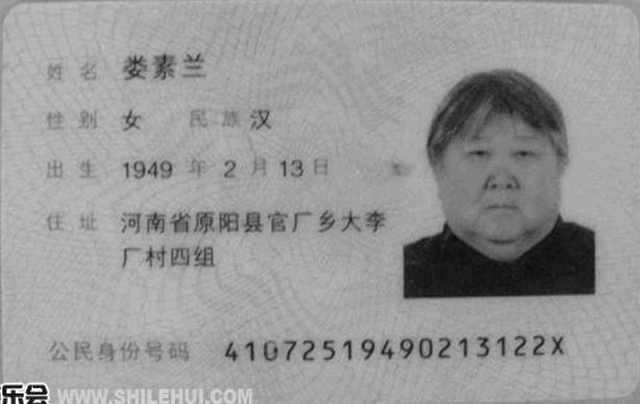 姓名 娄素兰
性别 女 民族 汉
出生 1949 年 2 月 13 日
住址 河南省原阳县官厂乡大李
厂村四组
公民身份号码 41072519490213122X
乐会 WWW.SHILEHUI.COM